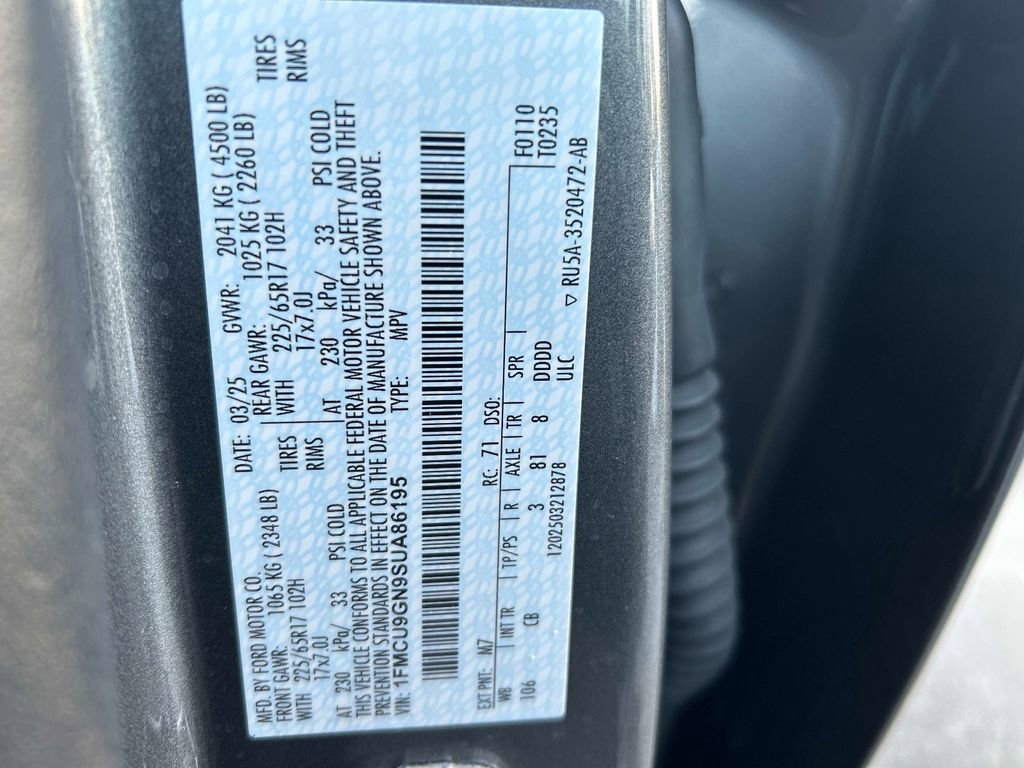 MFD. BY FORD MOTOR CO. DATE: 03/25 GVWR: 2041 KG ( 4500 LB)
FRONT GAWR: 1065 KG ( 2348 LB) REAR GAWR: 1025 KG ( 2260 LB)
WITH 225/65R17 102H TIRES WITH 225/65R17 102H TIRES
17x7.0J RIMS 17x7.0J RIMS
AT 230 kPa/ 33 PSI COLD AT 230 kPa/ 33 PSI COLD
THIS VEHICLE CONFORMS TO ALL APPLICABLE FEDERAL MOTOR VEHICLE SAFETY AND THEFT
PREVENTION STANDARDS IN EFFECT ON THE DATE OF MANUFACTURE SHOWN ABOVE.
VIN: 1FMCU9GN9SUA86195 TYPE: MPV
EXT PNT: M7 RC: 71 DSO: F0110
WB INT TR TP/PS R AXLE TR SPR T0235
106 CB 3 81 8 DDDD
1202503212878 ULC ▽ RU5A-3520472-AB